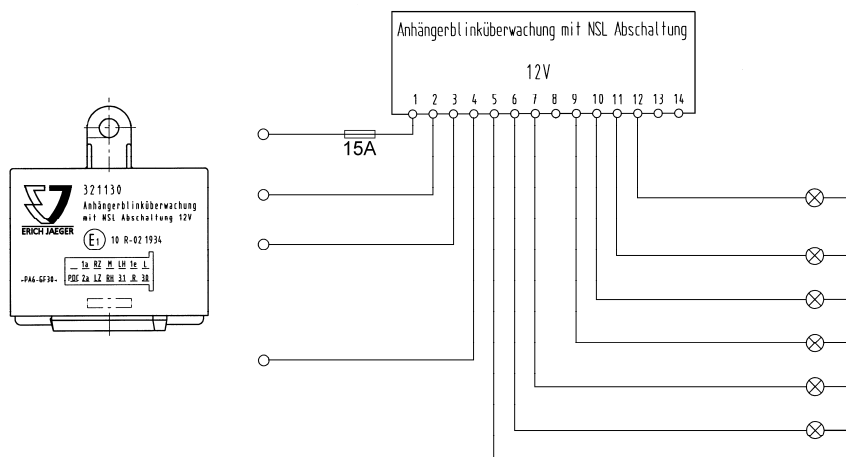 Anhängerblinküberwachung mit NSL Abschaltung
12V
1 2 3 4 5 6 7 8 9 10 11 12 13 14
15A
ERICH JAEGER
321130
Anhängerblinküberwachung
mit NSL Abschaltung 12V
E1 10 R-02 1934
-PA6-GF30-
_ 1a RZ M LH 1e L
PDC 2a LZ RH 31 R 30